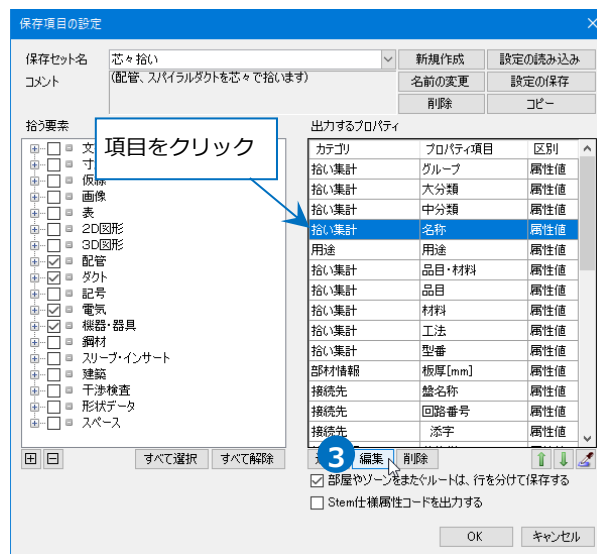 保存項目の設定
保存セット名 芯々拾い 新規作成 設定の読み込み
コメント (配管、スパイラルダクトを芯々で拾います) 名前の変更 設定の保存
削除 コピー
拾う要素
文
寸
仮線
画像
表
2D図形
3D図形
配管
ダクト
記号
電気
機器・器具
鋼材
スリーブ・インサート
建築
干渉検査
形状データ
スペース
すべて選択 すべて解除
項目をクリック
出力するプロパティ
カテゴリ プロパティ項目 区別
拾い集計 グループ 属性値
拾い集計 大分類 属性値
拾い集計 中分類 属性値
拾い集計 名称 属性値
用途 用途 属性値
拾い集計 品目・材料 属性値
拾い集計 品目 属性値
拾い集計 材料 属性値
拾い集計 工法 属性値
拾い集計 型番 属性値
部材情報 板厚[mm] 属性値
接続先 盤名称 属性値
接続先 回路番号 属性値
接続先 添字 属性値
3 編集 削除
部屋やゾーンをまたぐルートは、行を分けて保存する
Stem仕様属性コードを出力する
OK キャンセル